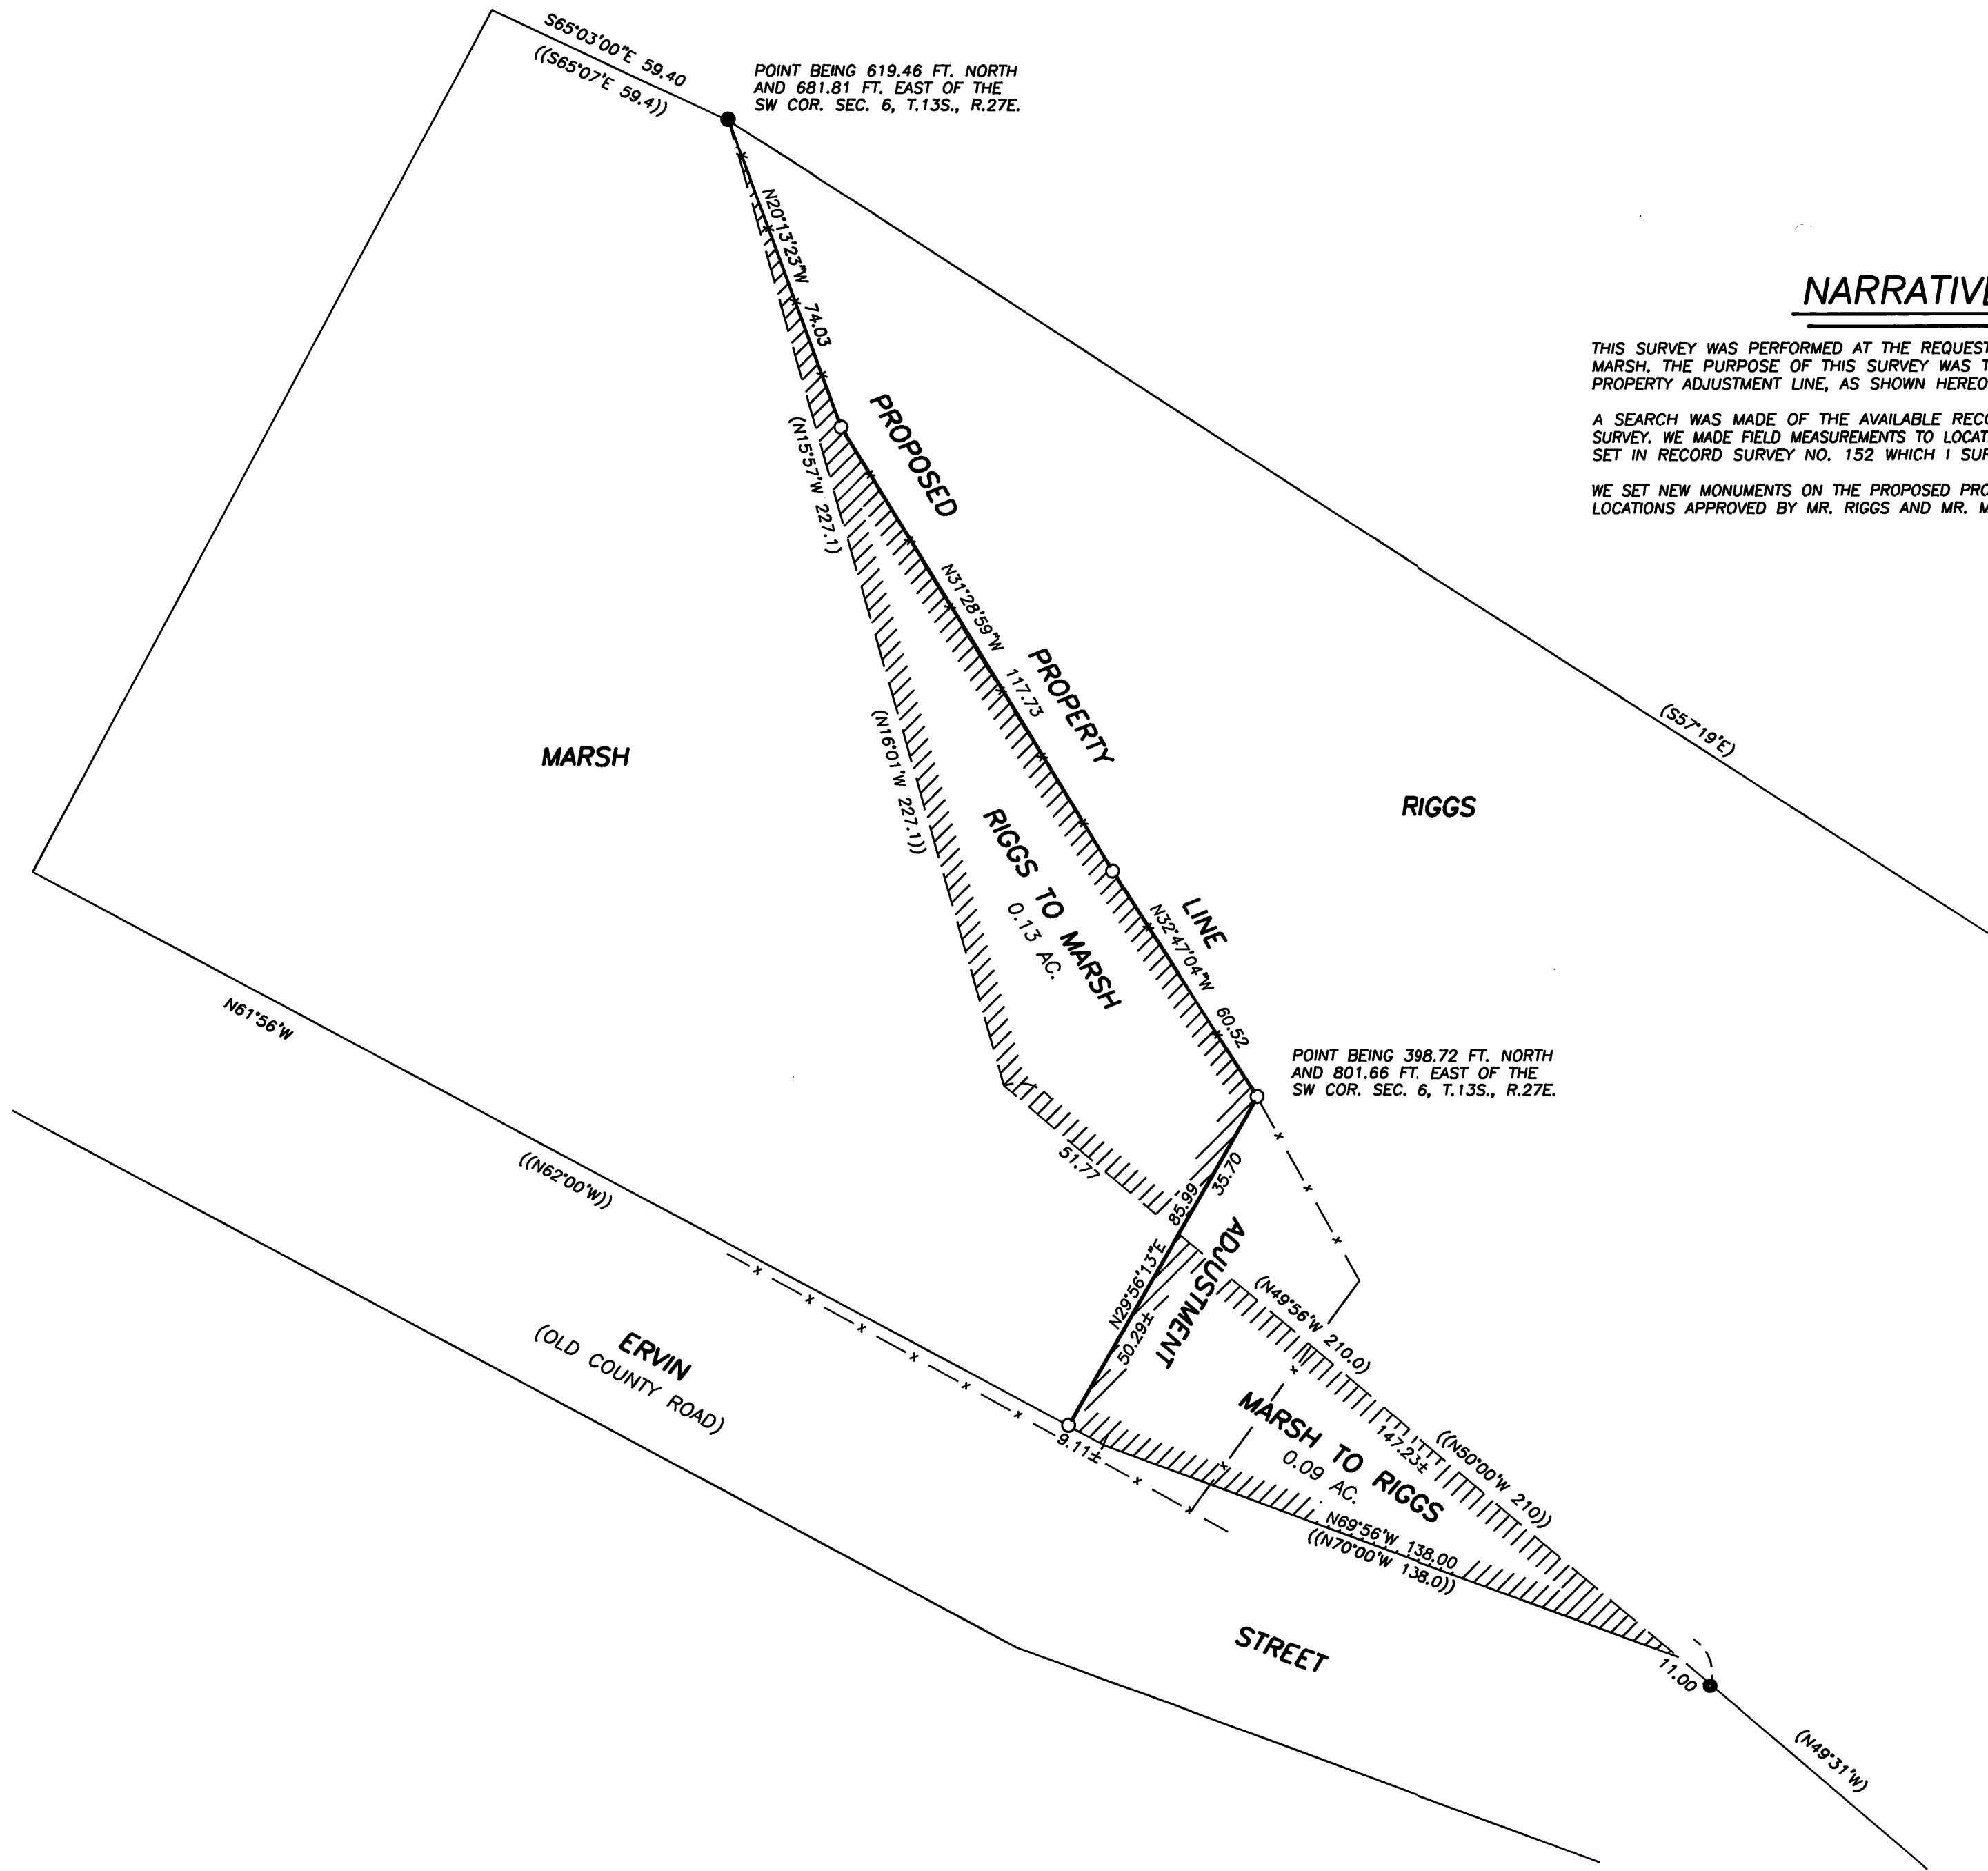 S65°03'00"E 59.40
((S65°07'E 59.4))
POINT BEING 619.46 FT. NORTH
AND 681.81 FT. EAST OF THE
SW COR. SEC. 6, T.13S., R.27E.
N20°13'23"W 74.03
(N15°57'W 227.1)
(N16°01'W 227.1))
PROPOSED
N31°28'59"W 117.73
PROPERTY
LINE
N32°47'04"W 60.52
NARRATIVE
THIS SURVEY WAS PERFORMED AT THE REQUEST
MARSH. THE PURPOSE OF THIS SURVEY WAS
PROPERTY ADJUSTMENT LINE, AS SHOWN
A SEARCH WAS MADE OF THE AVAILABLE
SURVEY. WE MADE FIELD MEASUREMENTS TO
SET IN RECORD SURVEY NO. 152 WHICH I
WE SET NEW MONUMENTS ON THE PROPOSED
LOCATIONS APPROVED BY MR. RIGGS AND MR.
(S57°19'E)
MARSH
RIGGS
RIGGS TO MARSH
0.13 AC.
POINT BEING 398.72 FT. NORTH
AND 801.66 FT. EAST OF THE
SW COR. SEC. 6, T.13S., R.27E.
N61°56'W
((N62°00'W))
51.77
85.99
35.70
N29°56'13"E
50.29±
ADJUSTMENT
(N49°56'W 210.0)
((N50°00'W 210))
147.23±
MARSH TO RIGGS
0.09 AC.
9.11±
N69°56'W 138.00
((N70°00'W 138.0))
ERVIN
(OLD COUNTY ROAD)
STREET
11.00
(N49°31'W)